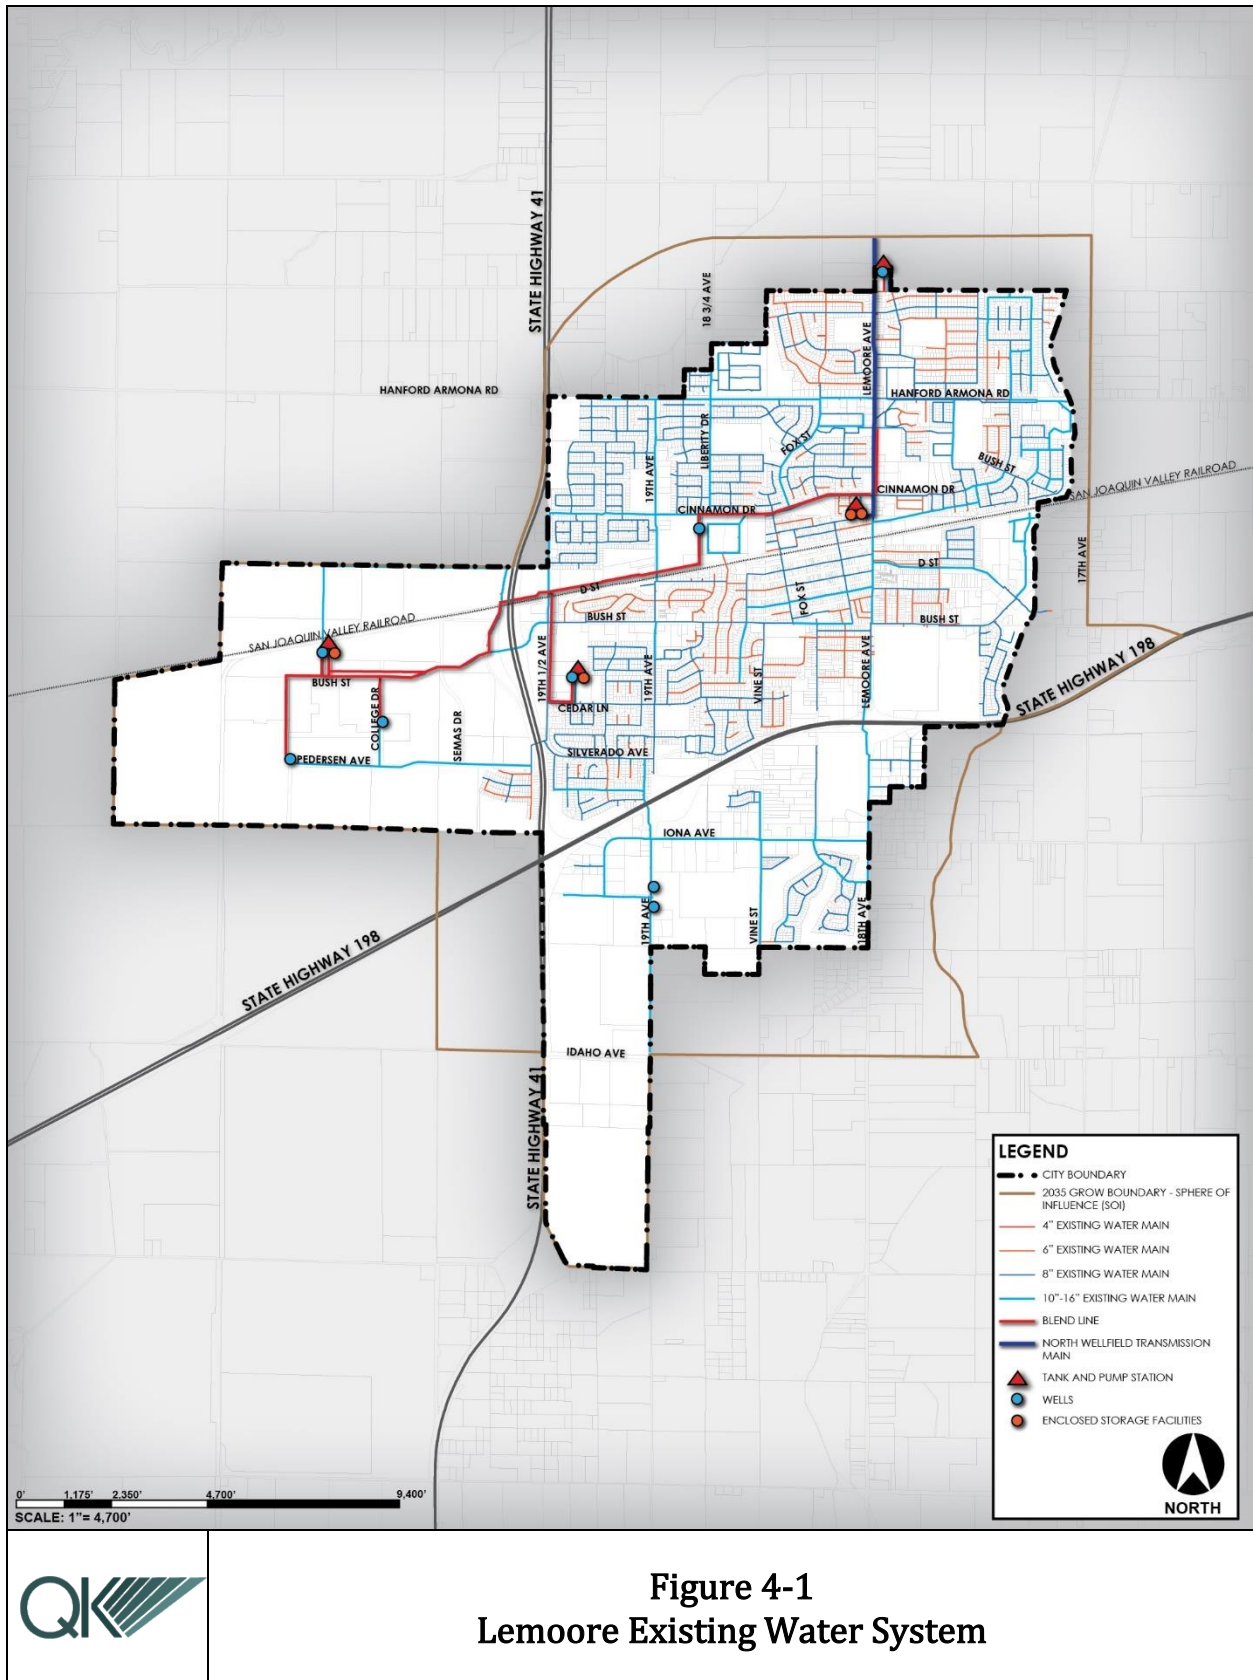 STATE HIGHWAY 41
18 3/4 AVE
LEMOORE AVE
HANFORD ARMONA RD
HANFORD ARMONA RD
LIBERITY DR
FOX ST
19TH AVE
BUSH ST
SAN JOAQUIN VALLEY RAILROAD
CINNAMON DR
CINNAMON DR
17TH AVE
D ST
D ST
FOX ST
BUSH ST
BUSH ST
SAN JOAQUIN VALLEY RAILROAD
19TH 1/2 AVE
19TH AVE
VINE ST
LEMOORE AVE
STATE HIGHWAY 198
BUSH ST
COLLEGE DR
CEDAR LN
SEMAS DR
SILVERADO AVE
PEDERSEN AVE
IONA AVE
19TH AVE
VINE ST
18TH AVE
STATE HIGHWAY 198
IDAHO AVE
STATE HIGHWAY 41
LEGEND
CITY BOUNDARY
2035 GROW BOUNDARY - SPHERE OF
INFLUENCE (SOI)
4" EXISTING WATER MAIN
6" EXISTING WATER MAIN
8" EXISTING WATER MAIN
10"-16" EXISTING WATER MAIN
BLEND LINE
NORTH WELLFIELD TRANSMISSION
MAIN
TANK AND PUMP STATION
WELLS
ENCLOSED STORAGE FACILITIES
NORTH
0' 1,175' 2,350' 4,700' 9,400'
SCALE: 1"= 4,700'
QK
Figure 4-1
Lemoore Existing Water System